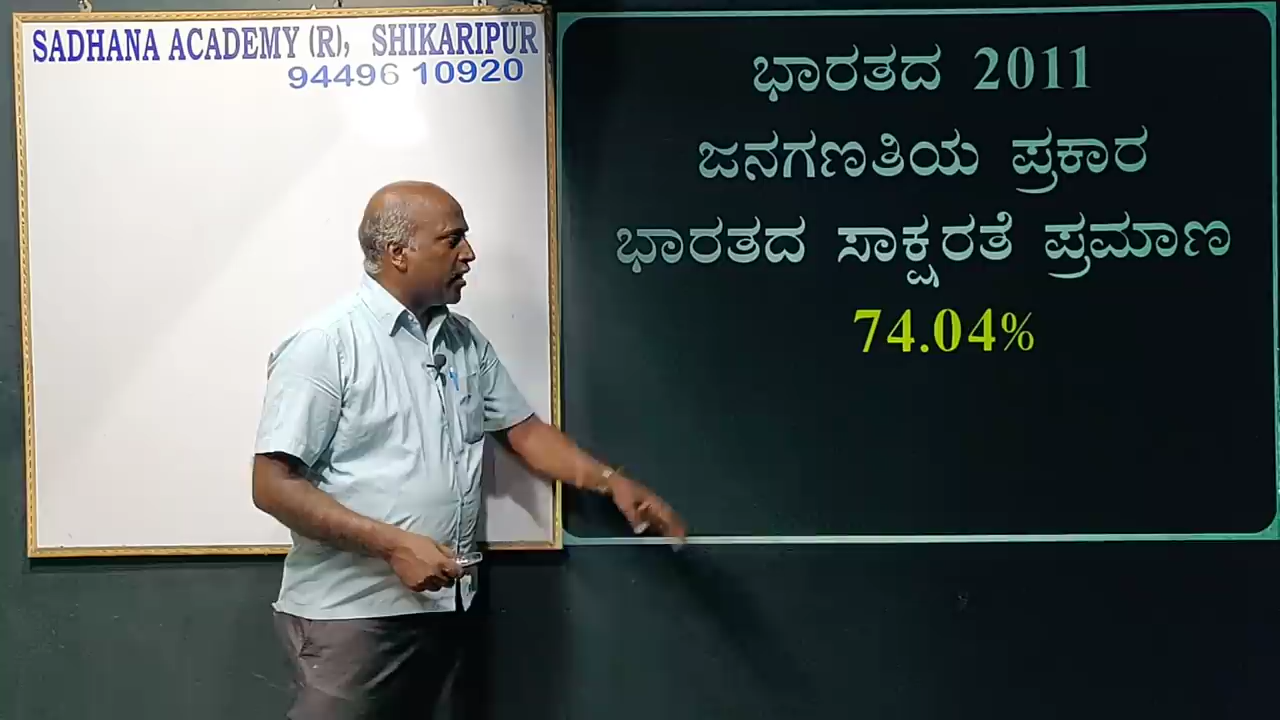 SADHANA ACADEMY (R), SHIKARIPUR
94496 10920
ಭಾರತದ 2011
ಜನಗಣತಿಯ ಪ್ರಕಾರ
ಭಾರತದ ಸಾಕ್ಷರತೆ ಪ್ರಮಾಣ
74.04%